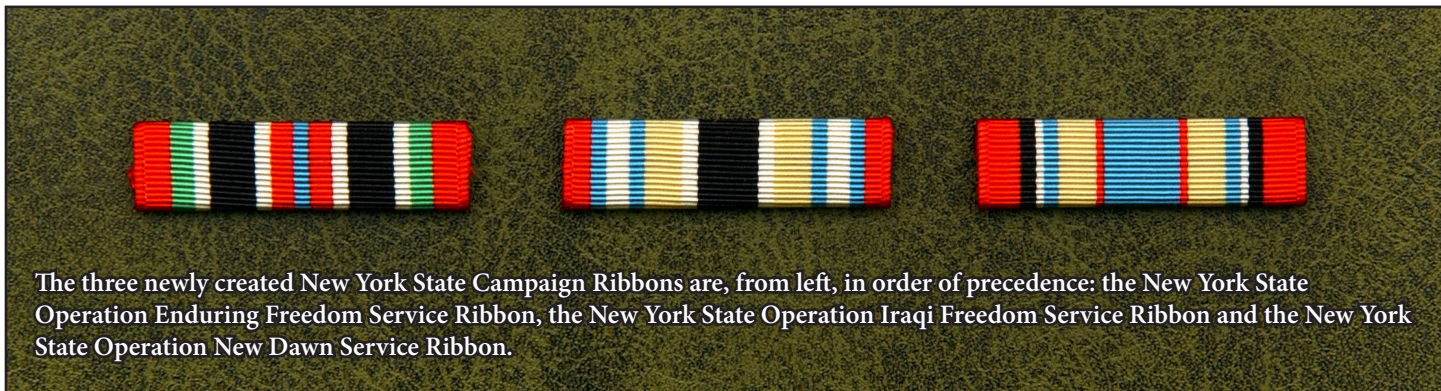 The three newly created New York State Campaign Ribbons are, from left, in order of precedence: the New York State
Operation Enduring Freedom Service Ribbon, the New York State Operation Iraqi Freedom Service Ribbon and the New York
State Operation New Dawn Service Ribbon.